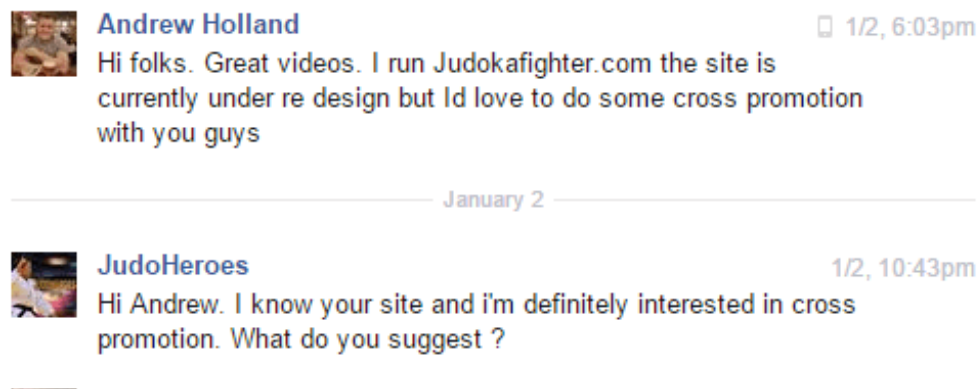 Andrew Holland 1/2, 6:03pm
Hi folks. Great videos. I run Judokafighter.com the site is
currently under re design but Id love to do some cross promotion
with you guys
January 2
JudoHeroes 1/2, 10:43pm
Hi Andrew. I know your site and i'm definitely interested in cross
promotion. What do you suggest ?